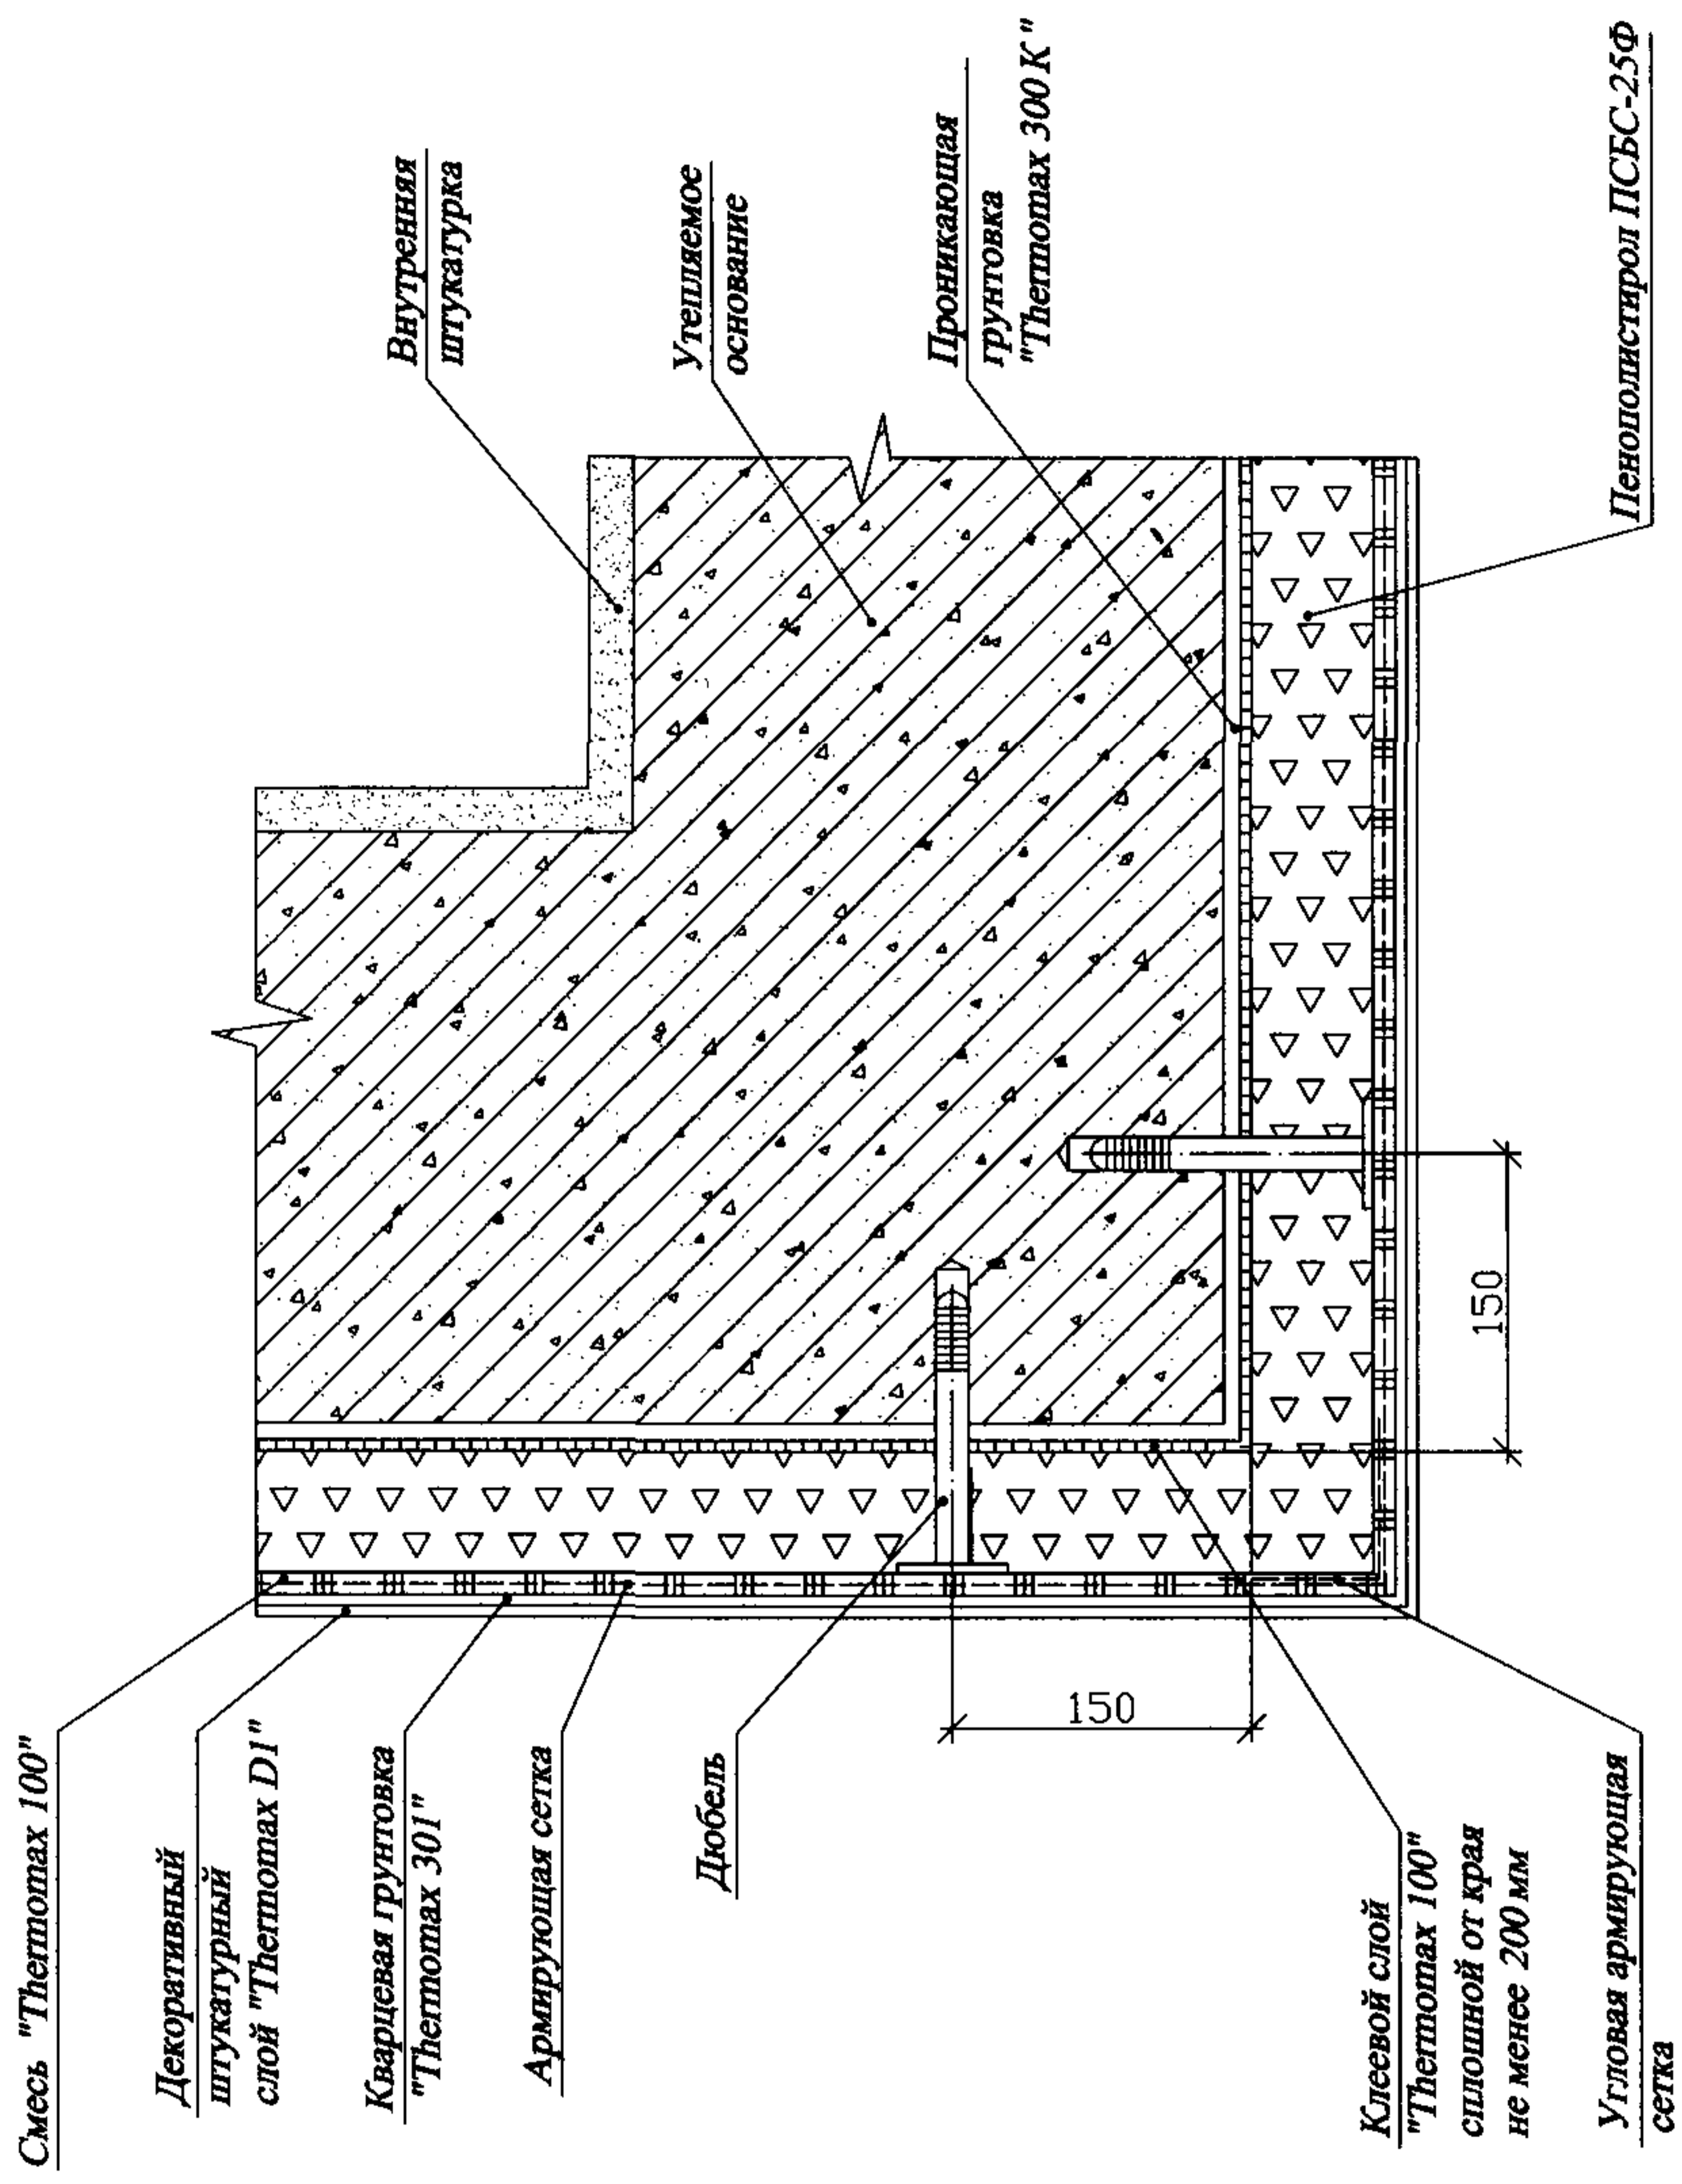 Смесь "Thermomax 100"
Декоративный
штукатурный
слой "Thermomax D1"
Кварцевая грунтовка
"Thermomax 301"
Армирующая сетка
Дюбель
Клеевой слой
"Thermomax 100"
сплошной от края
не менее 200 мм
Угловая армирующая
сетка
150
150
Внутренняя
штукатурка
Утепляемое
основание
Проникающая
грунтовка
"Thermomax 300К"
Пенополистирол ПСБС-25Ф